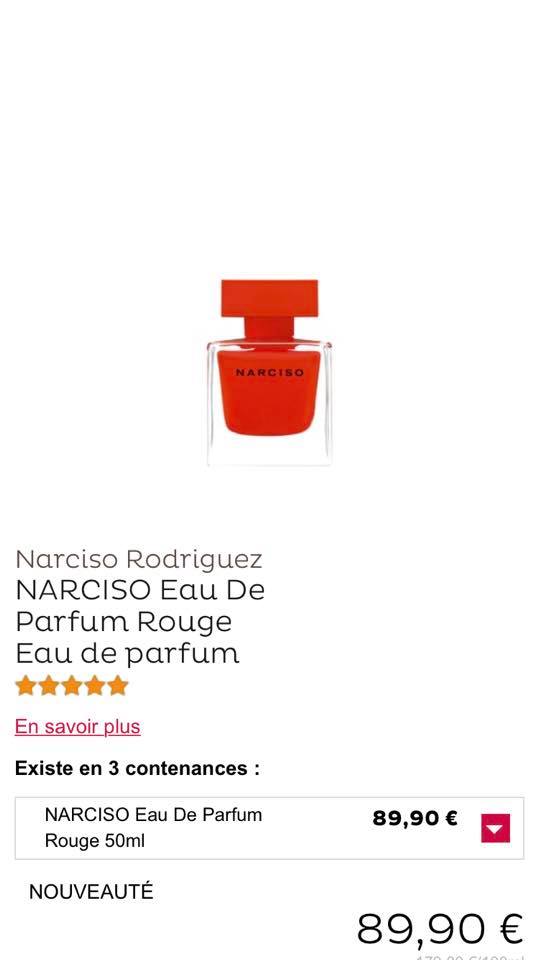 NARCISO
Narciso Rodriguez
NARCISO Eau De
Parfum Rouge
Eau de parfum
En savoir plus
Existe en 3 contenances :
NARCISO Eau De Parfum
Rouge 50ml
89,90 €
NOUVEAUTÉ
89,90 €